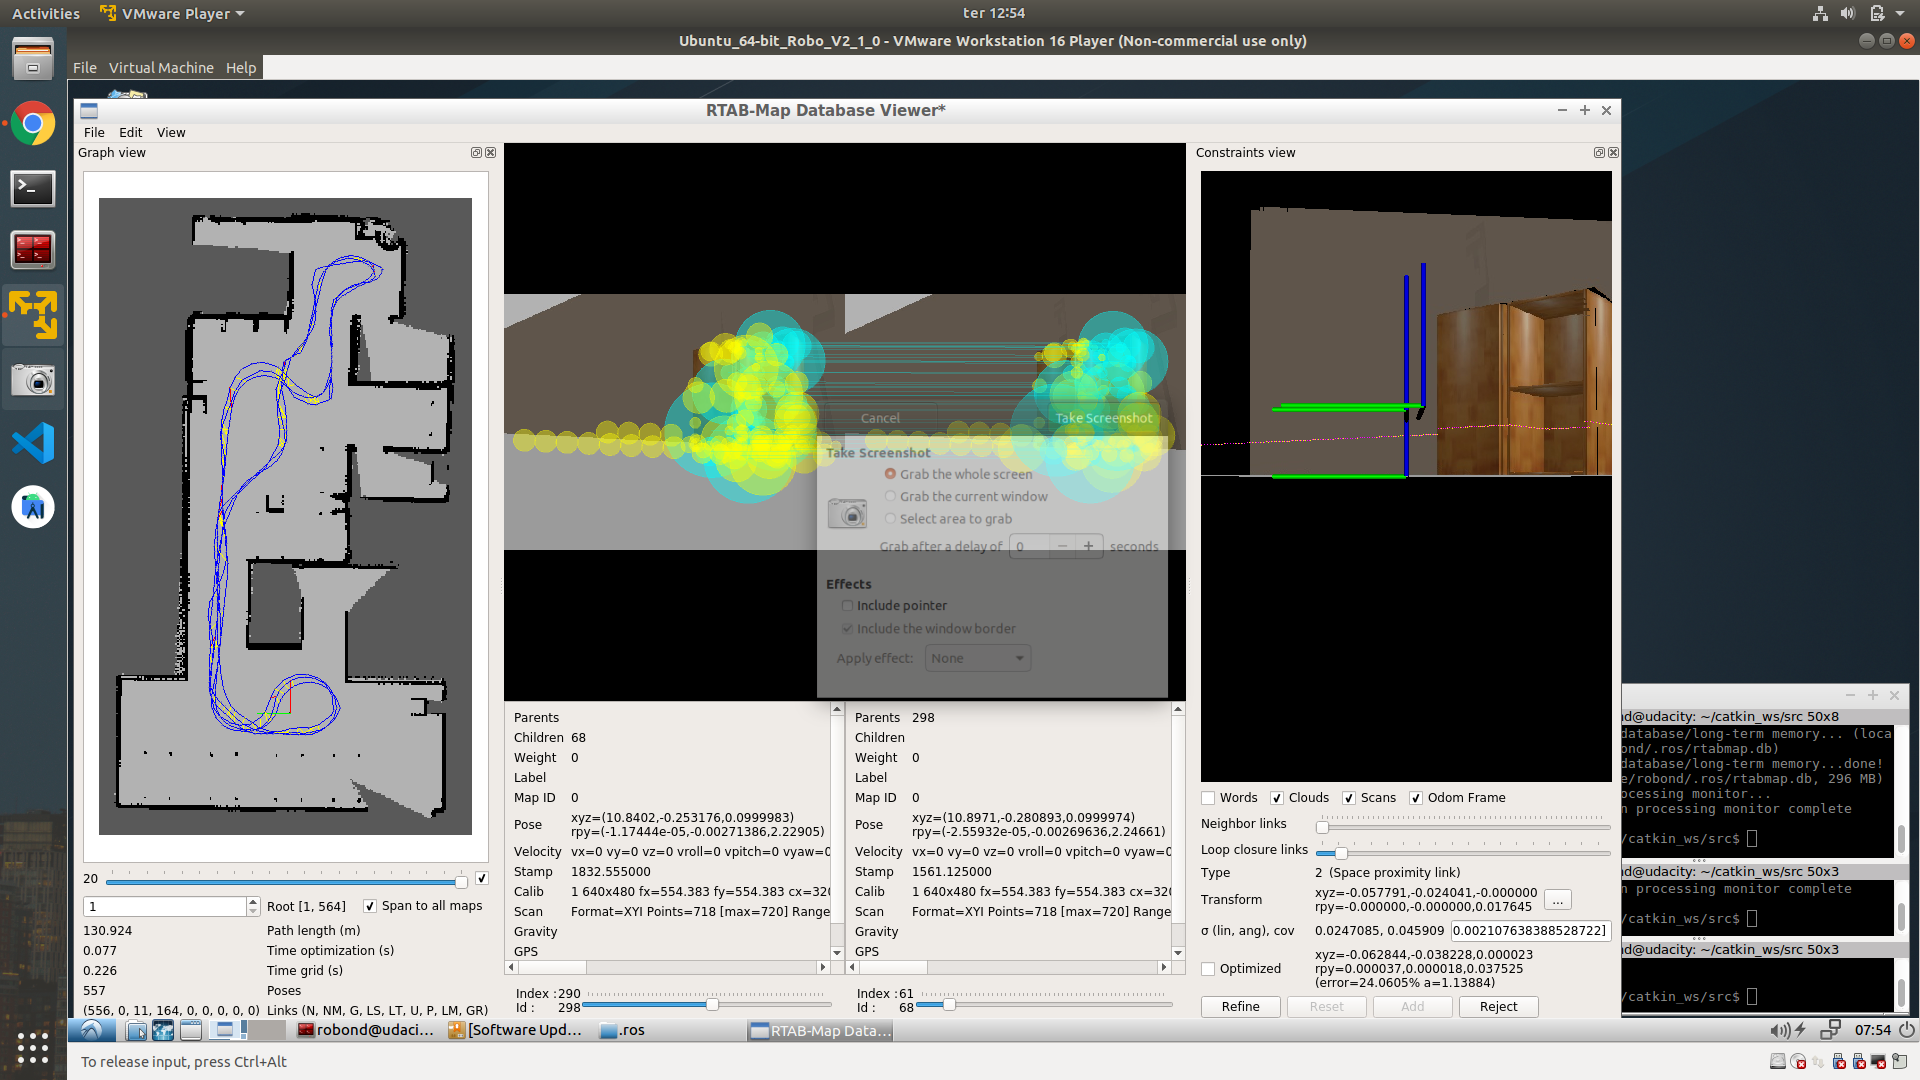 Activities
VMware Player
ter 12:54
Ubuntu_64-bit_Robo_V2_1_0 - VMware Workstation 16 Player (Non-commercial use only)
File Virtual Machine Help
RTAB-Map Database Viewer*
File Edit View
Graph view
Constraints view
Cancel
Take Screenshot
Take Screenshot
Grab the whole screen
Grab the current window
Select area to grab
Grab after a delay of 0 − + seconds
Effects
Include pointer
Include the window border
Apply effect: None
20
1
Root [1, 564]
Span to all maps
130.924 Path length (m)
0.077 Time optimization (s)
0.226 Time grid (s)
557 Poses
(556, 0, 11, 164, 0, 0, 0, 0, 0) Links (N, NM, G, LS, LT, U, P, LM, GR)
Parents
Children 68
Weight 0
Label
Map ID 0
Pose xyz=(10.8402,-0.253176,0.0999983)
rpy=(-1.17444e-05,-0.00271386,2.22905)
Velocity vx=0 vy=0 vz=0 vroll=0 vpitch=0 vyaw=0
Stamp 1832.555000
Calib 1 640x480 fx=554.383 fy=554.383 cx=320
Scan Format=XYI Points=718 [max=720] Range
Gravity
GPS
Index : 290
Id : 298
Parents 298
Children
Weight 0
Label
Map ID 0
Pose xyz=(10.8971,-0.280893,0.0999974)
rpy=(-2.55932e-05,-0.00269636,2.24661)
Velocity vx=0 vy=0 vz=0 vroll=0 vpitch=0 vyaw=0
Stamp 1561.125000
Calib 1 640x480 fx=554.383 fy=554.383 cx=320
Scan Format=XYI Points=718 [max=720] Range
Gravity
GPS
Index : 61
Id : 68
Words Clouds Scans Odom Frame
Neighbor links
Loop closure links
Type 2 (Space proximity link)
Transform xyz=-0.057791,-0.024041,-0.000000
rpy=-0.000000,-0.000000,0.017645
...
σ (lin, ang), cov 0.0247085, 0.045909 0.002107638388528722]
Optimized xyz=-0.062844,-0.038228,0.000023
rpy=0.000037,0.000018,0.037525
(error=24.0605% a=1.13884)
Refine Reset Add Reject
nd@udacity: ~/catkin_ws/src 50x8
database/long-term memory... (loca
ond/.ros/rtabmap.db)
database/long-term memory...done!
e/robond/.ros/rtabmap.db, 296 MB)
ocessing monitor...
n processing monitor complete
/catkin_ws/src$
nd@udacity: ~/catkin_ws/src 50x3
n processing monitor complete
/catkin_ws/src$
nd@udacity: ~/catkin_ws/src 50x3
/catkin_ws/src$
robond@udaci...
[Software Upd...
.ros
RTAB-Map Data...
07:54
To release input, press Ctrl+Alt